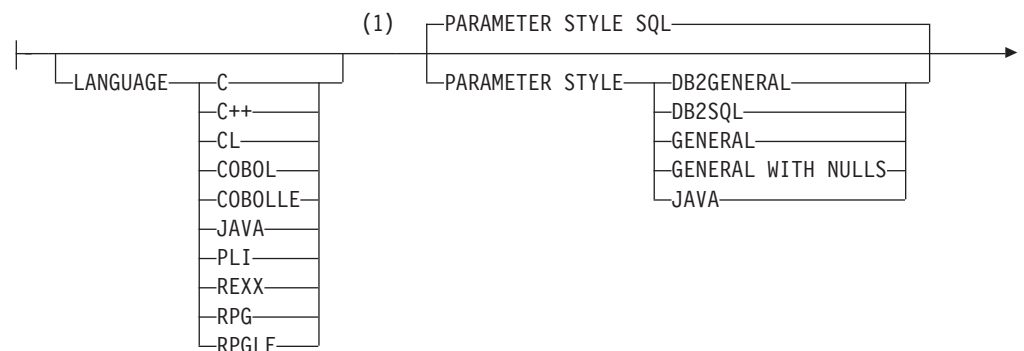 (1) PARAMETER STYLE SQL
LANGUAGE C PARAMETER STYLE DB2GENERAL
C++ DB2SQL
CL GENERAL
COBOL GENERAL WITH NULLS
COBOLLE JAVA
JAVA
PLI
REXX
RPG
RPGLE